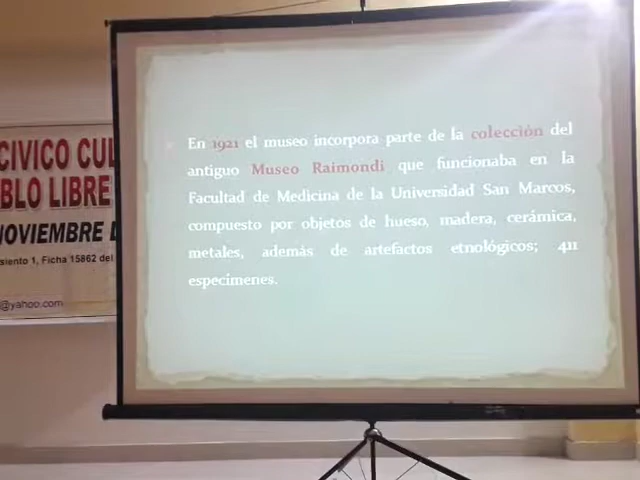 CIVICO CUL
BLO LIBRE
OVIEMBRE
siento 1, Ficha 15862 del
@yahoo.com
En 1921 el museo incorpora parte de la colección del
antiguo Museo Raimondi que funcionaba en la
Facultad de Medicina de la Universidad San Marcos,
compuesto por objetos de hueso, madera, cerámica,
metales, además de artefactos etnológicos; 411
especímenes.